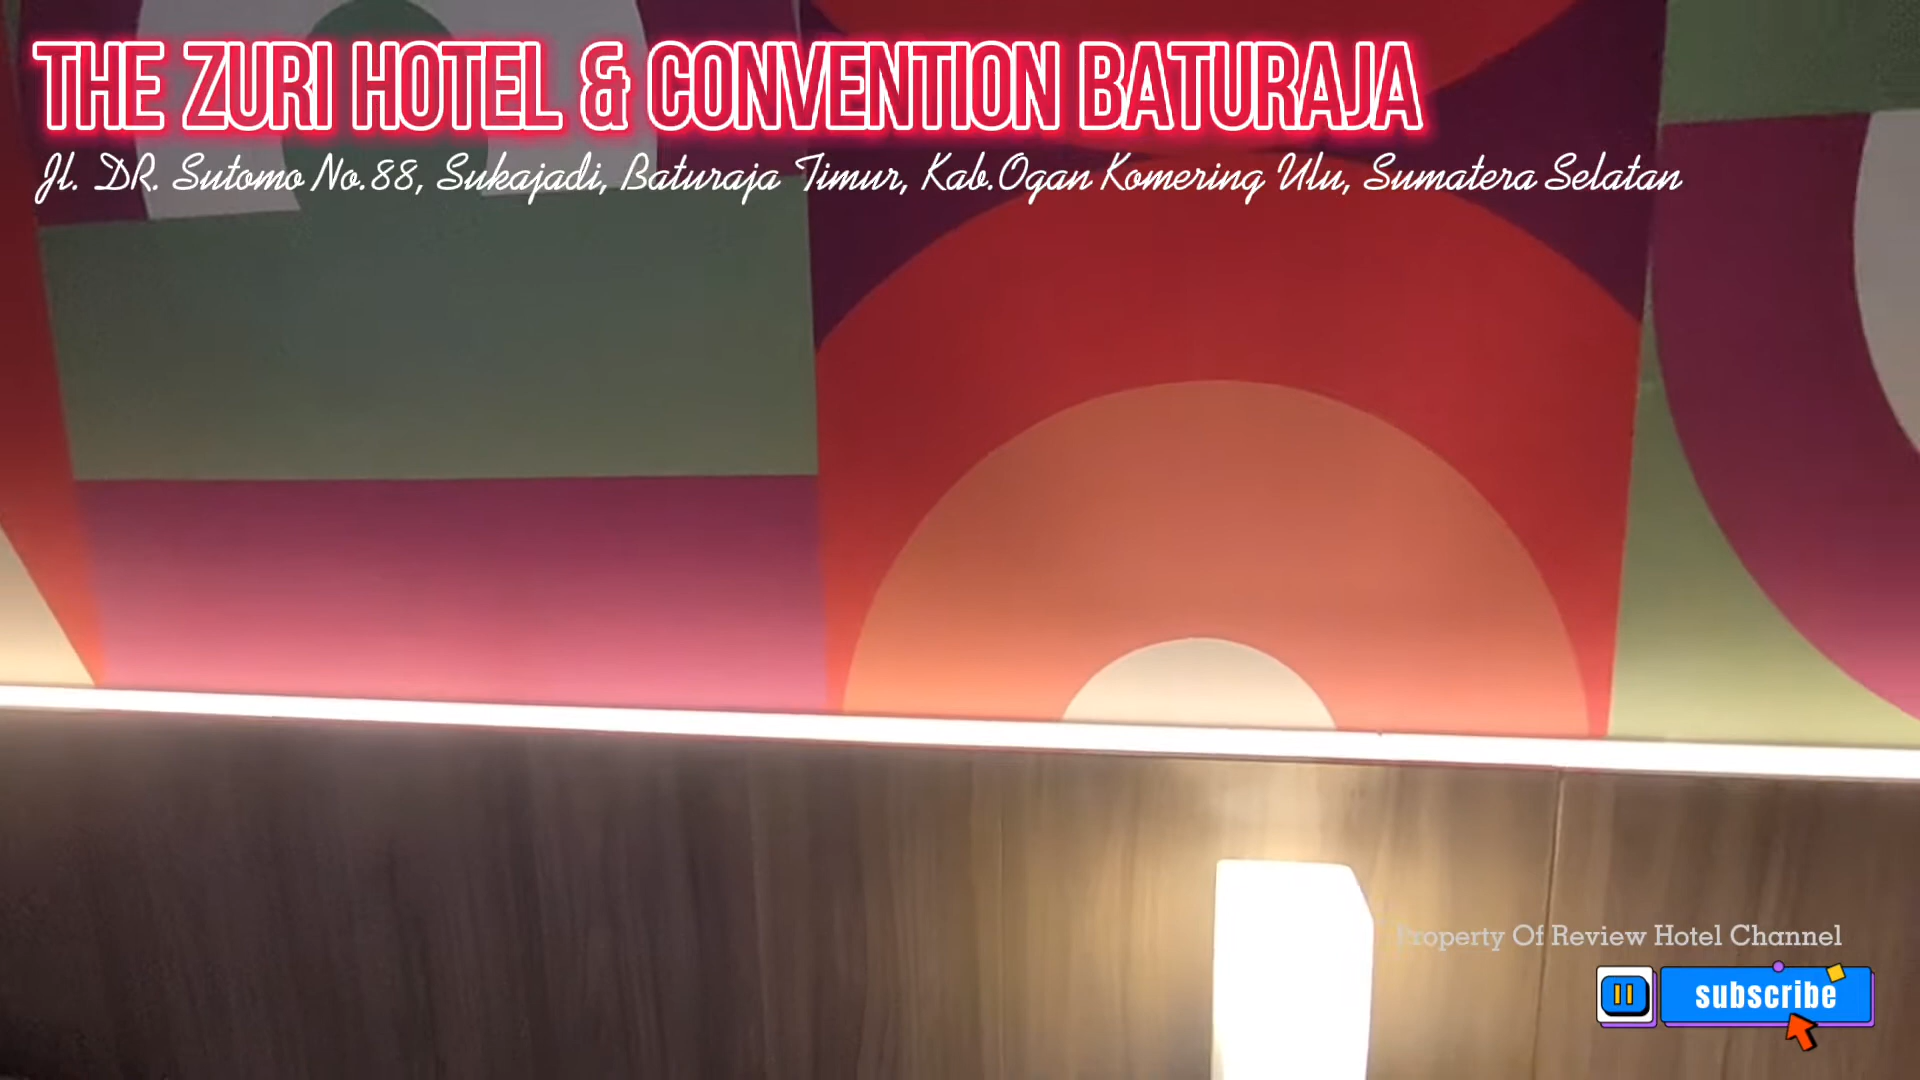 THE ZURI HOTEL & CONVENTION BATURAJA
Jl. DR. Sutomo No.88, Sukajadi, Baturaja Timur, Kab.Ogan Komering Ulu, Sumatera Selatan
Property Of Review Hotel Channel
subscribe